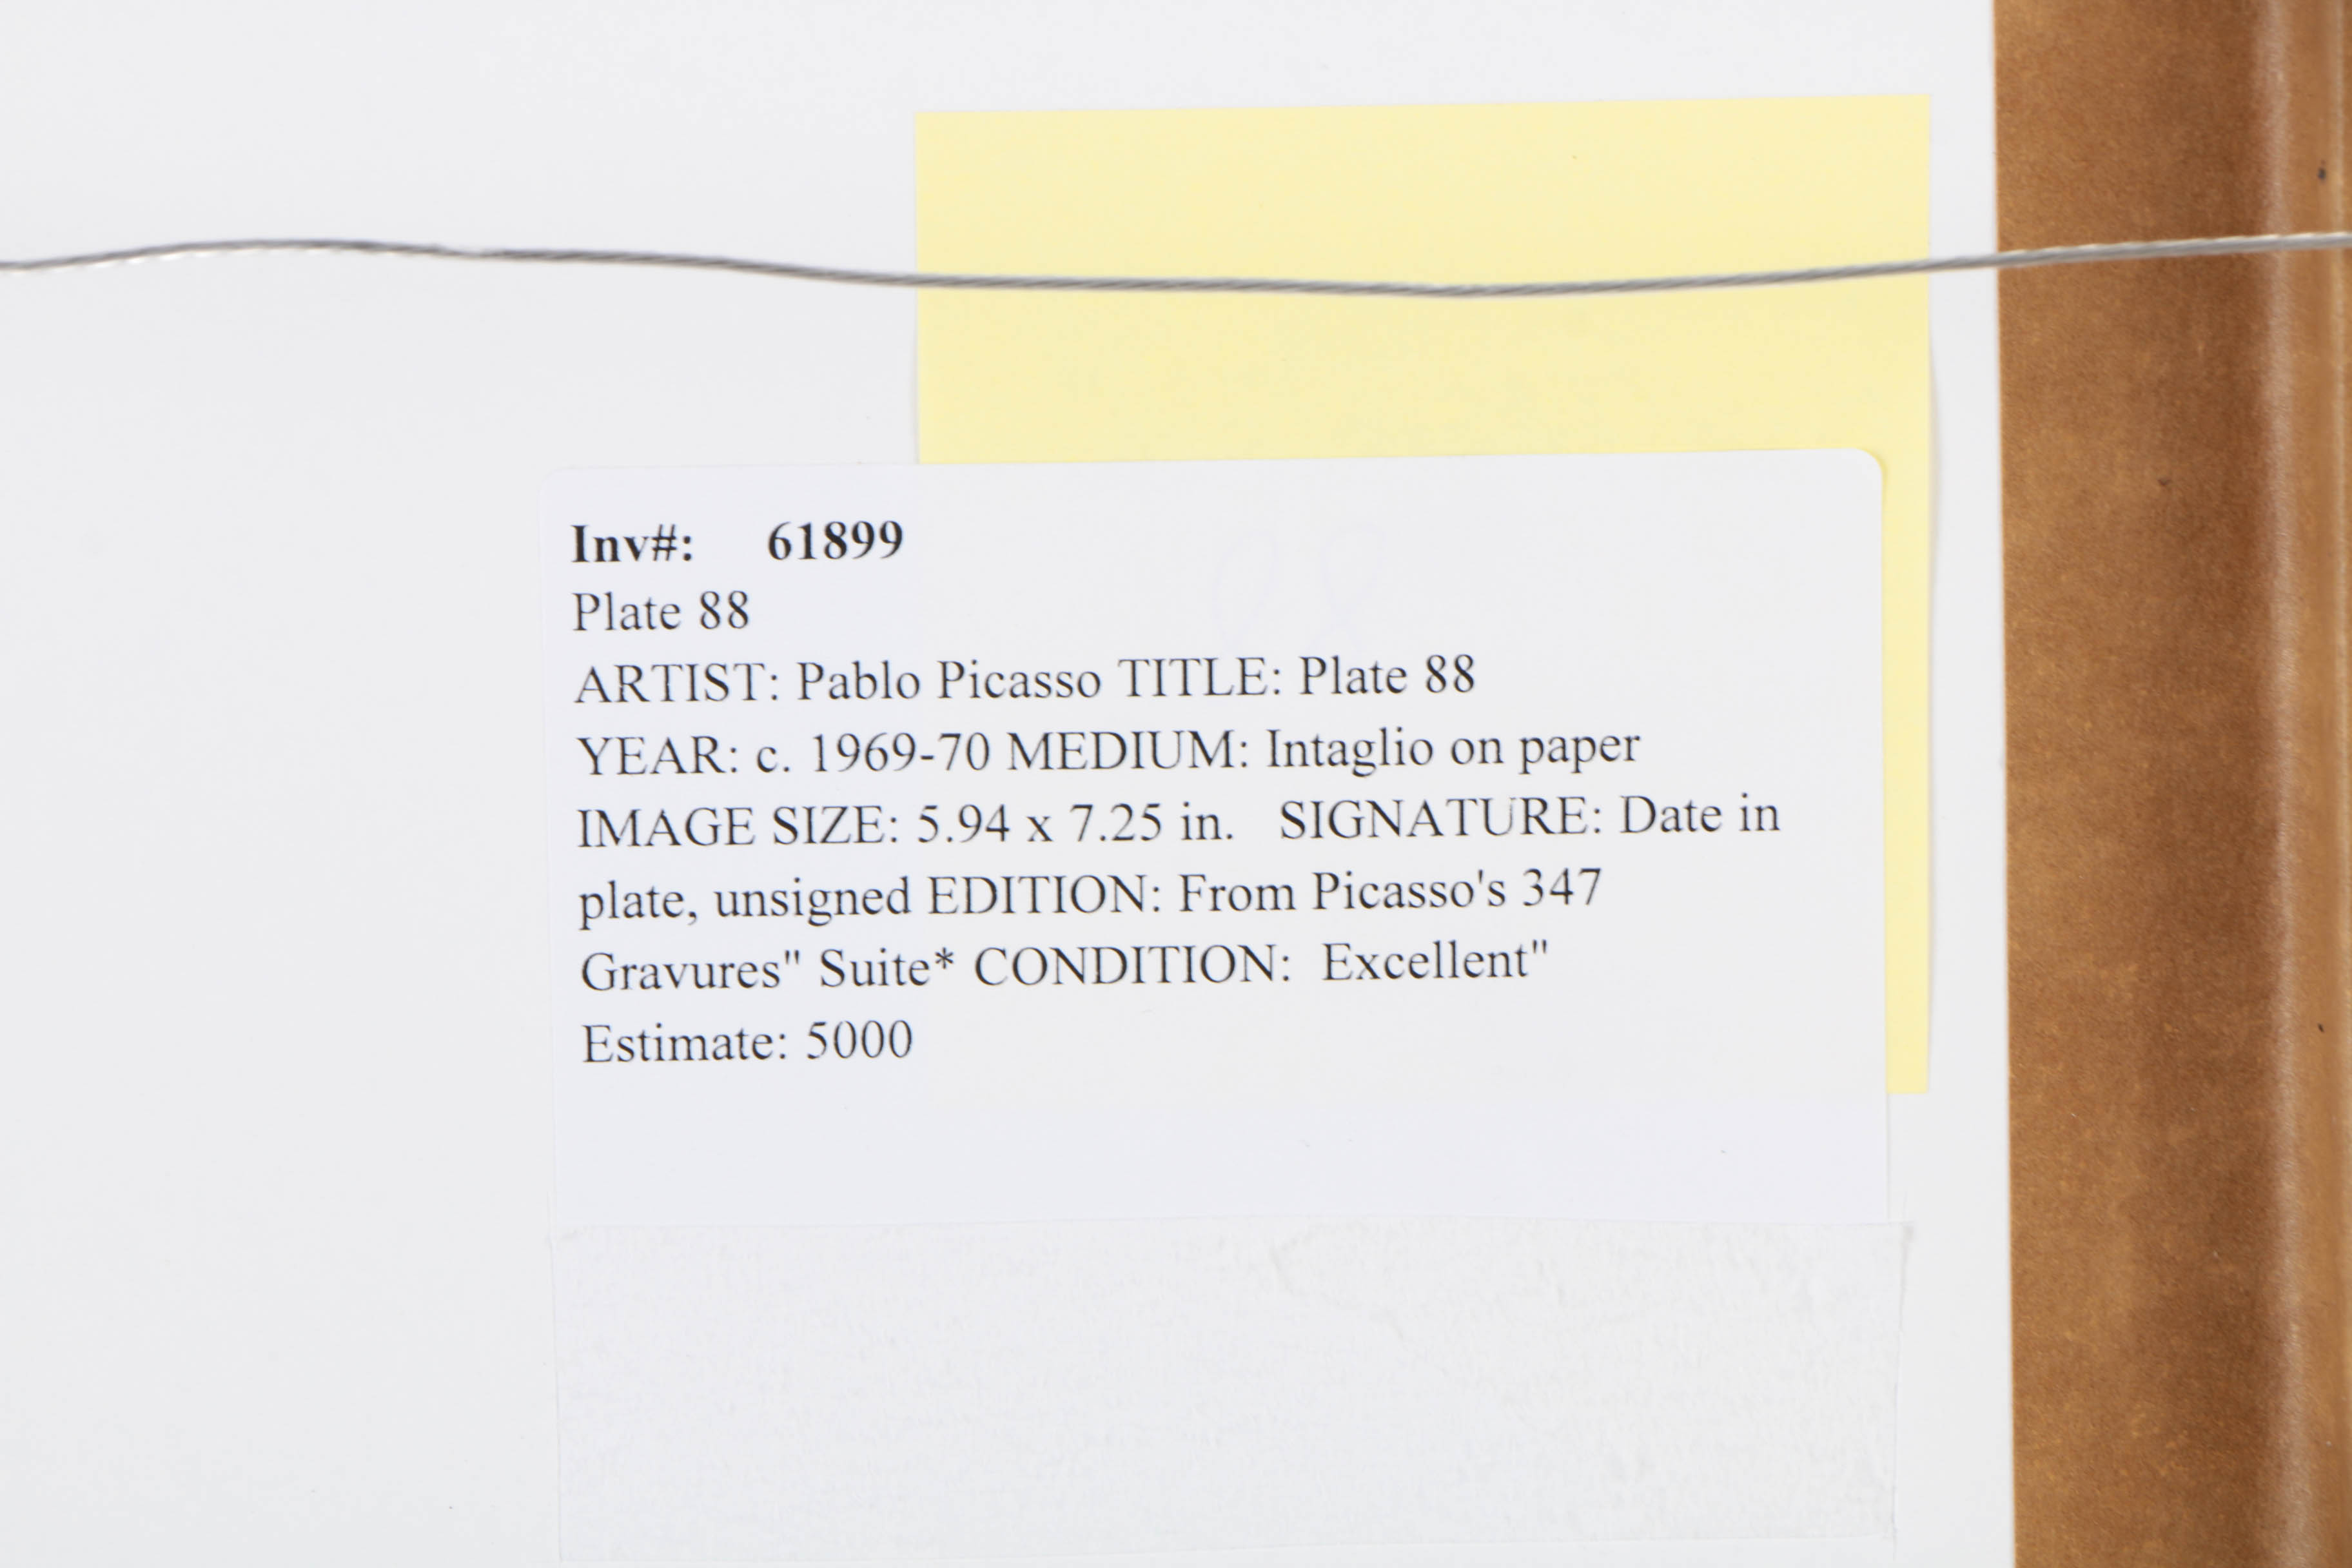 Inv#: 61899
Plate 88
ARTIST: Pablo Picasso TITLE: Plate 88
YEAR: c. 1969-70 MEDIUM: Intaglio on paper
IMAGE SIZE: 5.94 x 7.25 in. SIGNATURE: Date in
plate, unsigned EDITION: From Picasso's 347
Gravures" Suite* CONDITION: Excellent"
Estimate: 5000